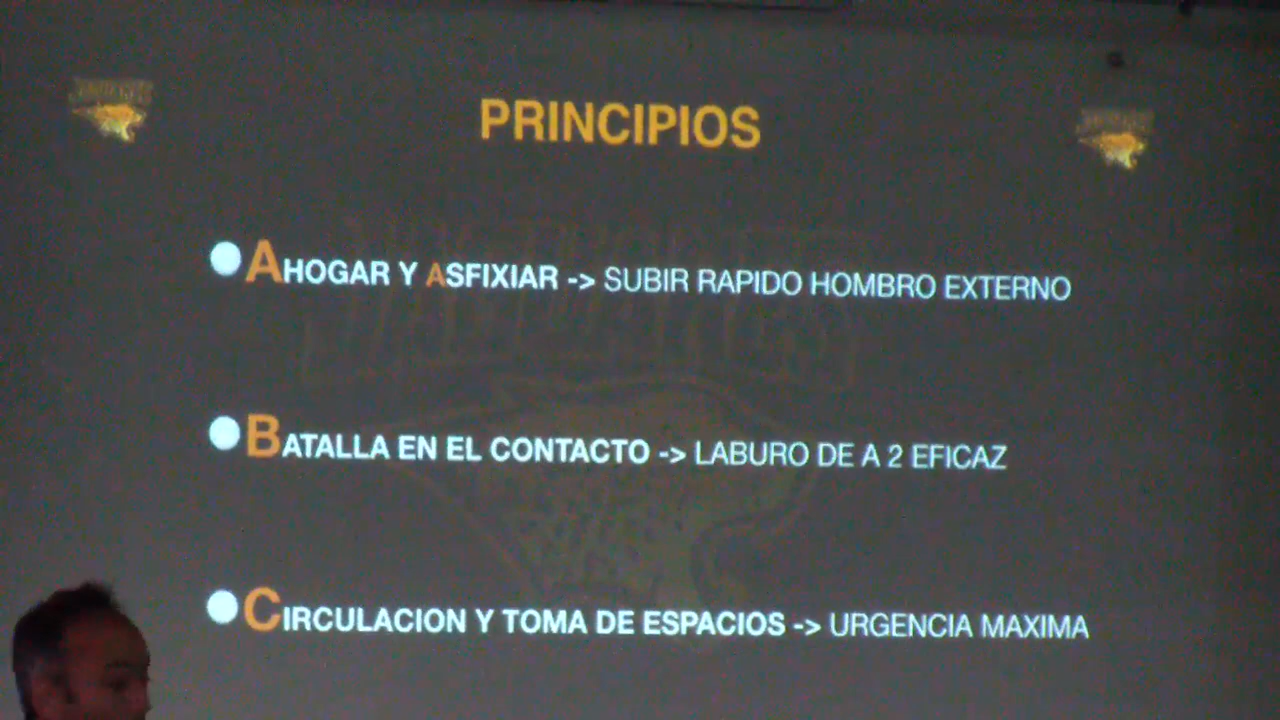 PRINCIPIOS
AHOGAR Y ASFIXIAR -> SUBIR RAPIDO HOMBRO EXTERNO
BATALLA EN EL CONTACTO -> LABURO DE A 2 EFICAZ
CIRCULACION Y TOMA DE ESPACIOS -> URGENCIA MAXIMA